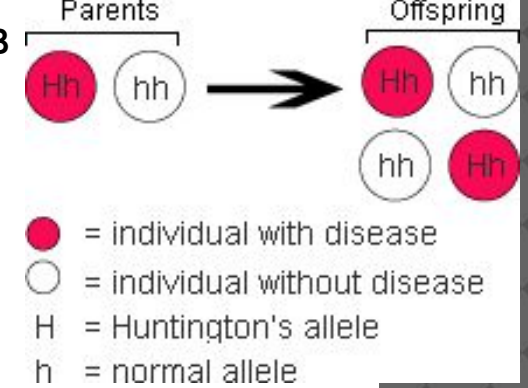 Parents Offspring
B
Hh hh Hh hh
hh Hh
= individual with disease
= individual without disease
H = Huntington's allele
h = normal allele